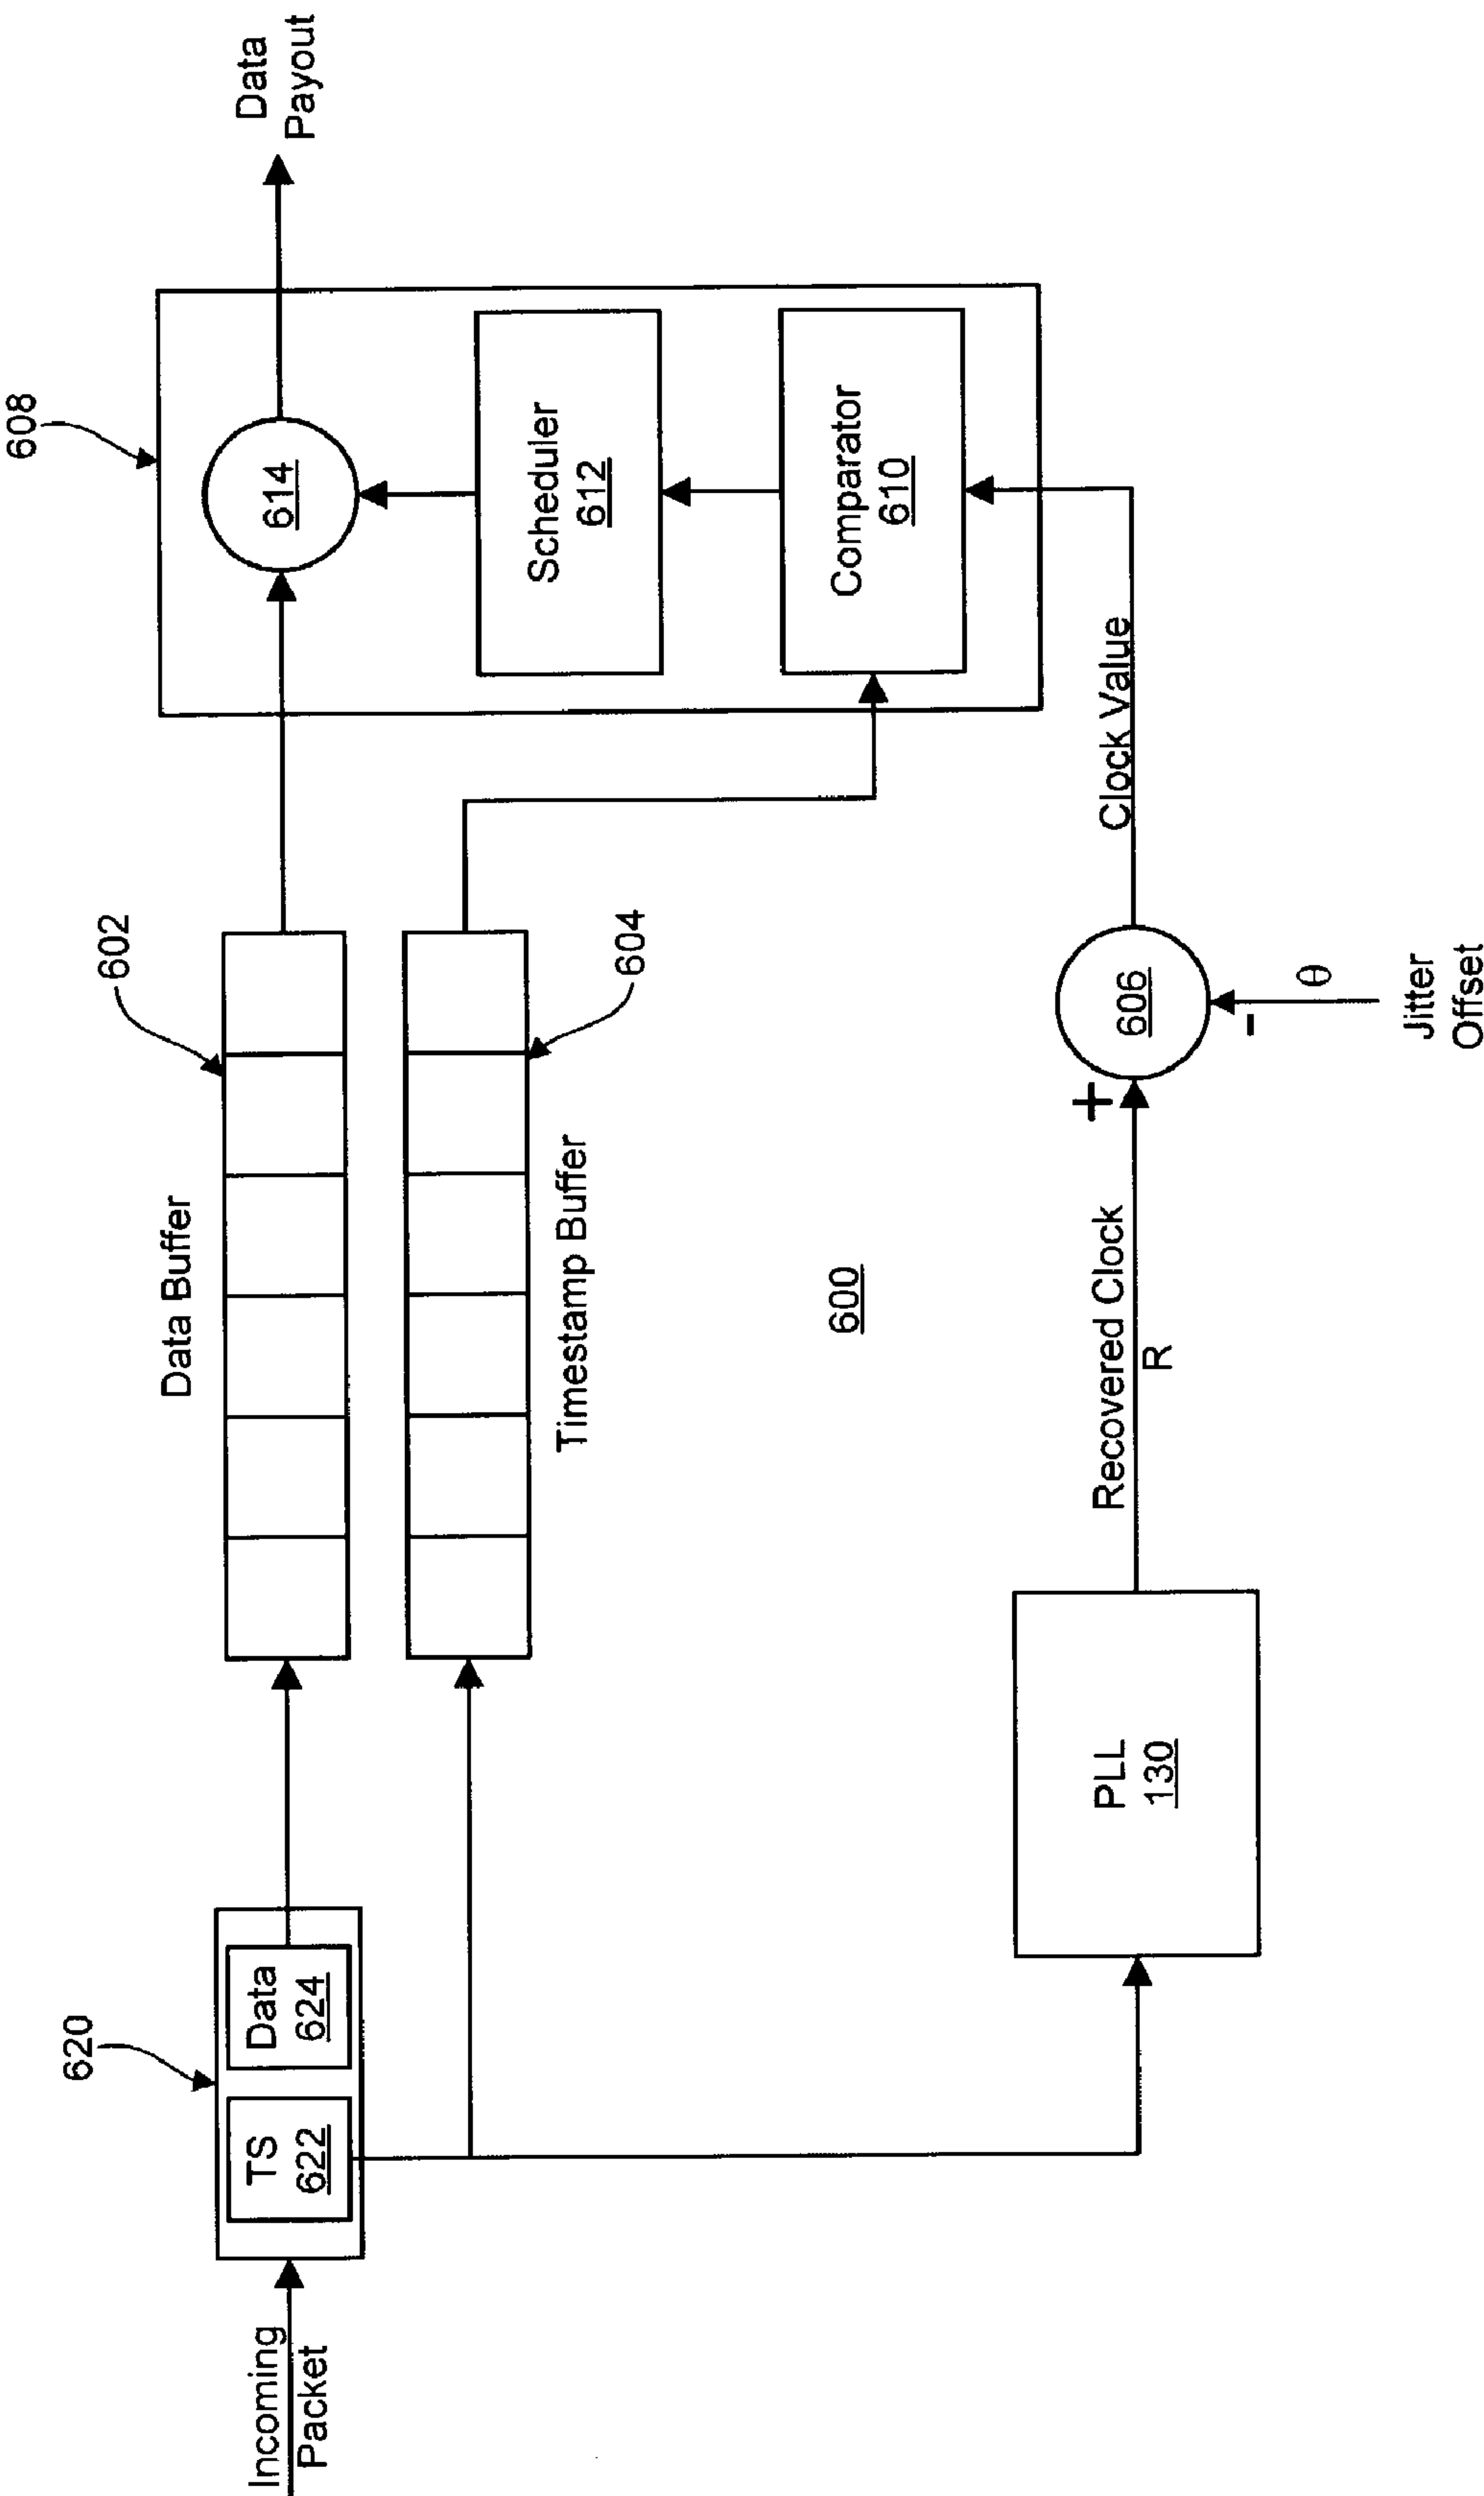 608
Data
Payout
614
Scheduler
612
Comparator
610
602
Data Buffer
604
Timestamp Buffer
Clock Value
606
+
-
θ
Jitter
Offset
600
Recovered Clock
R
PLL
130
620
Data
624
TS
622
Incoming
Packet